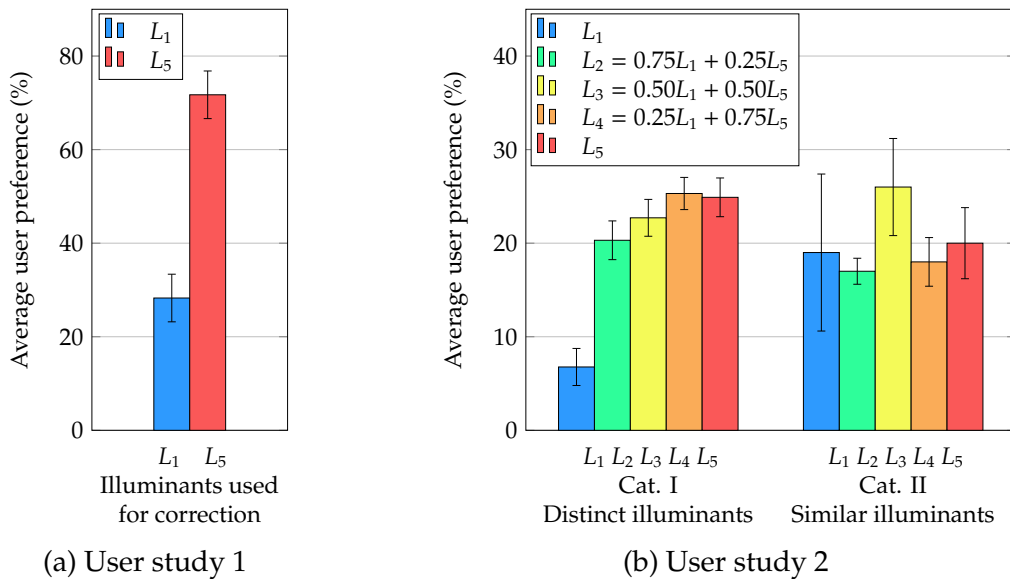 L1
L5
Average user preference (%)
80
60
40
20
0
L1 L5
Illuminants used
for correction
(a) User study 1
L1
L2 = 0.75L1 + 0.25L5
L3 = 0.50L1 + 0.50L5
L4 = 0.25L1 + 0.75L5
L5
Average user preference (%)
40
30
20
10
0
L1 L2 L3 L4 L5
Cat. I
Distinct illuminants
L1 L2 L3 L4 L5
Cat. II
Similar illuminants
(b) User study 2